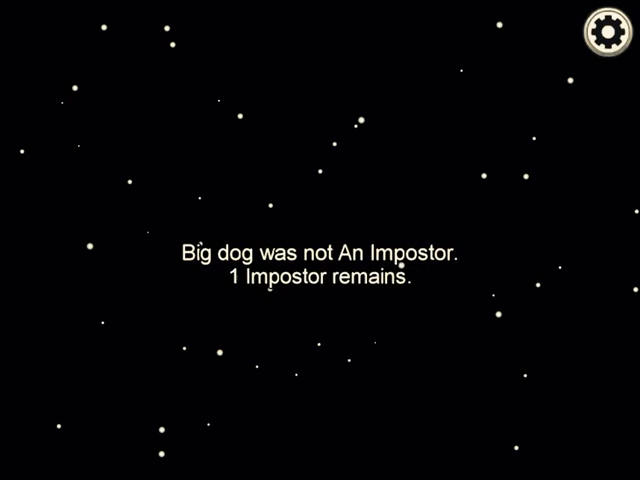 Big dog was not An Impostor.
1 Impostor remains.